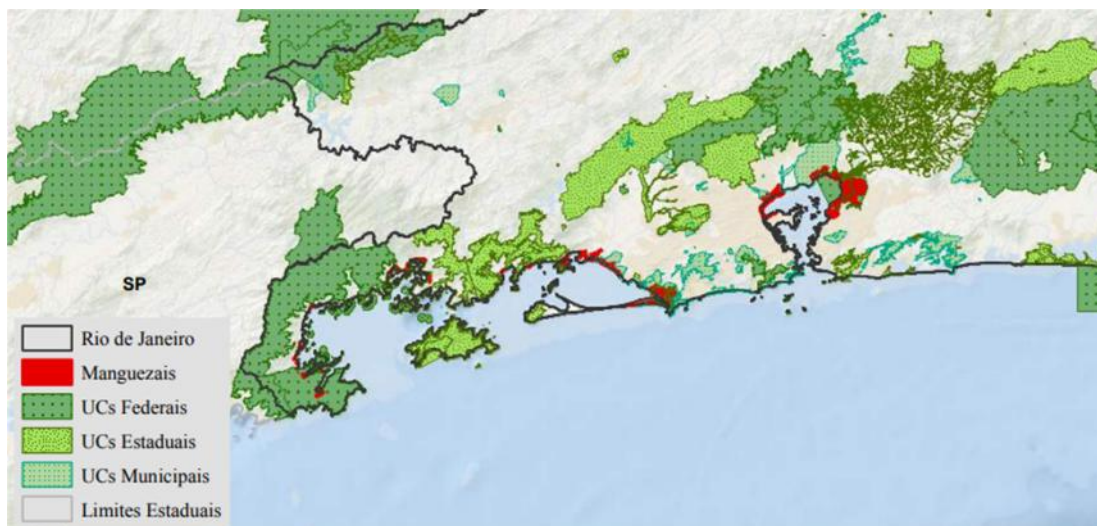 SP
Rio de Janeiro
Manguezais
UCs Federais
UCs Estaduais
UCs Municipais
Limites Estaduais